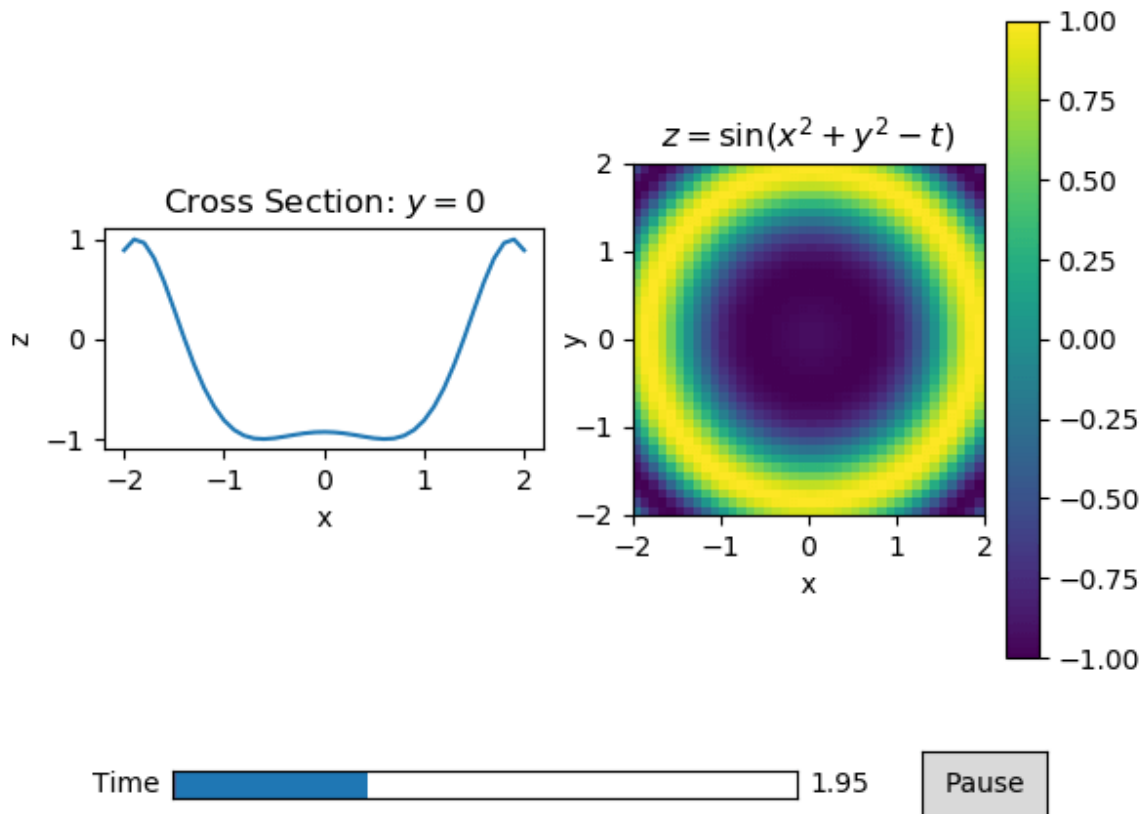 Cross Section: y = 0
1
0
−1
z
−2 −1 0 1 2
x
z = sin(x² + y² − t)
2
1
0
−1
−2
y
−2 −1 0 1 2
x
1.00
0.75
0.50
0.25
0.00
−0.25
−0.50
−0.75
−1.00
Time 1.95 Pause